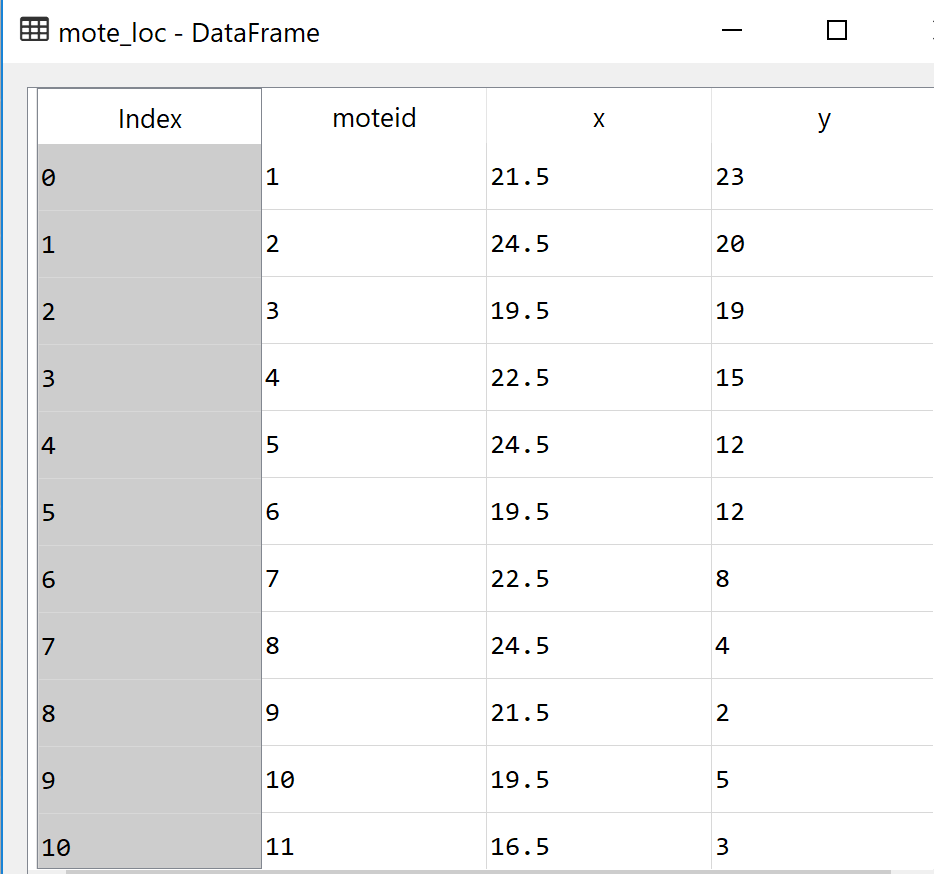 mote_loc - DataFrame
Index moteid x y
0 1 21.5 23
1 2 24.5 20
2 3 19.5 19
3 4 22.5 15
4 5 24.5 12
5 6 19.5 12
6 7 22.5 8
7 8 24.5 4
8 9 21.5 2
9 10 19.5 5
10 11 16.5 3